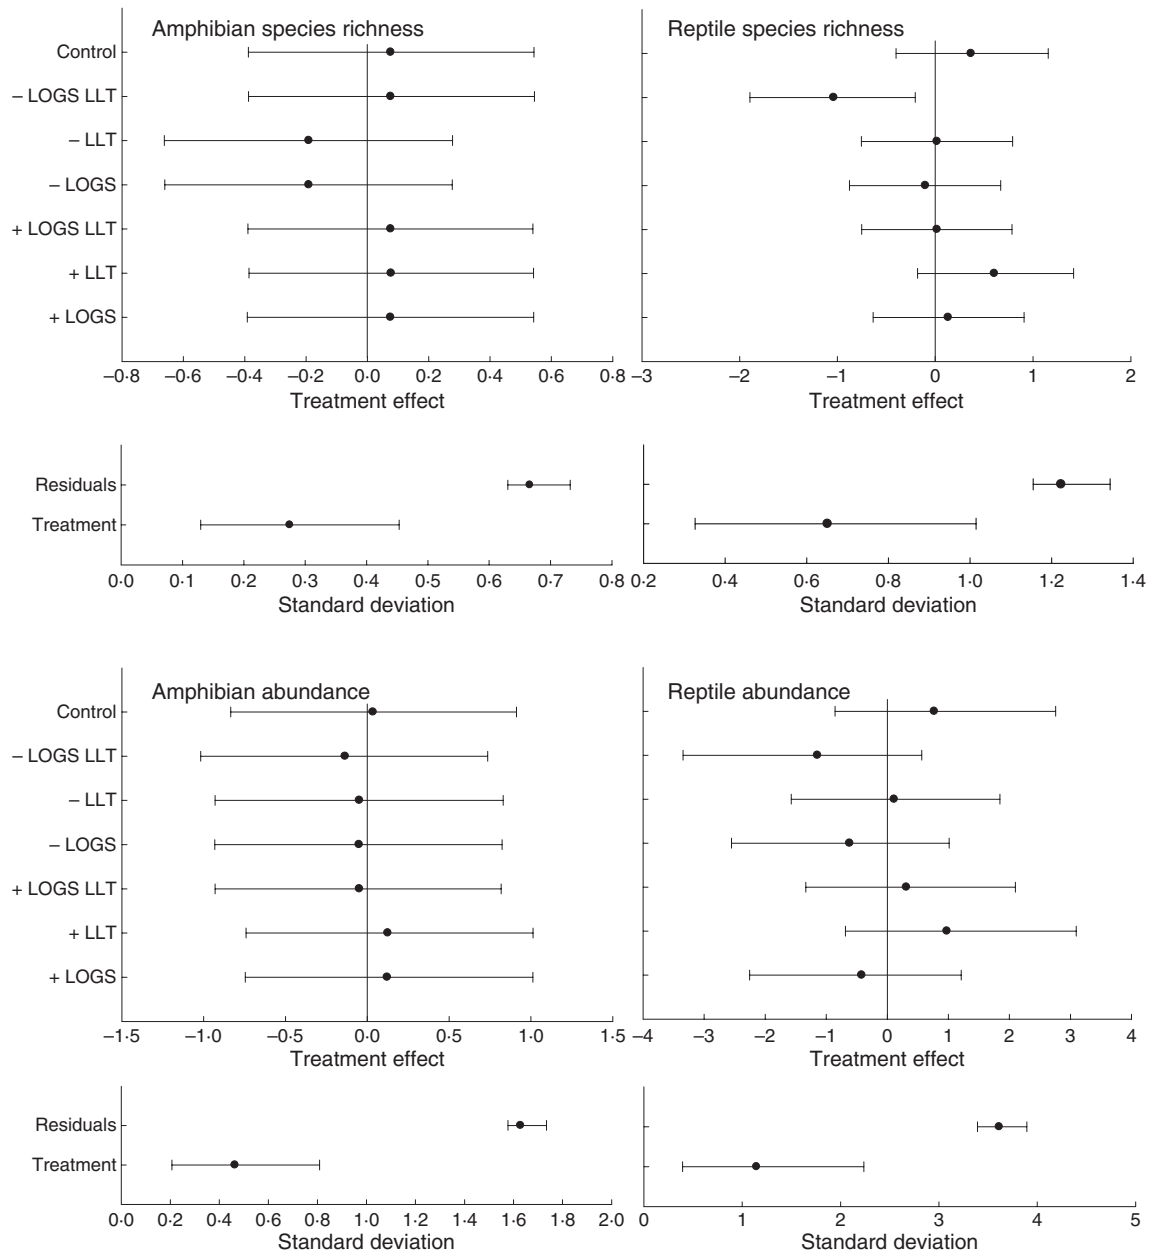 Amphibian species richness
Control
– LOGS LLT
– LLT
– LOGS
+ LOGS LLT
+ LLT
+ LOGS
–0·8 –0·6 –0·4 –0·2 0·0 0·2 0·4 0·6 0·8
Treatment effect
Reptile species richness
–3 –2 –1 0 1 2
Treatment effect
Residuals
Treatment
0·0 0·1 0·2 0·3 0·4 0·5 0·6 0·7 0·8
Standard deviation
0·2 0·4 0·6 0·8 1·0 1·2 1·4
Standard deviation
Amphibian abundance
Control
– LOGS LLT
– LLT
– LOGS
+ LOGS LLT
+ LLT
+ LOGS
–1·5 –1·0 –0·5 0·0 0·5 1·0 1·5
Treatment effect
Reptile abundance
–4 –3 –2 –1 0 1 2 3 4
Treatment effect
Residuals
Treatment
0·0 0·2 0·4 0·6 0·8 1·0 1·2 1·4 1·6 1·8 2·0
Standard deviation
0 1 2 3 4 5
Standard deviation